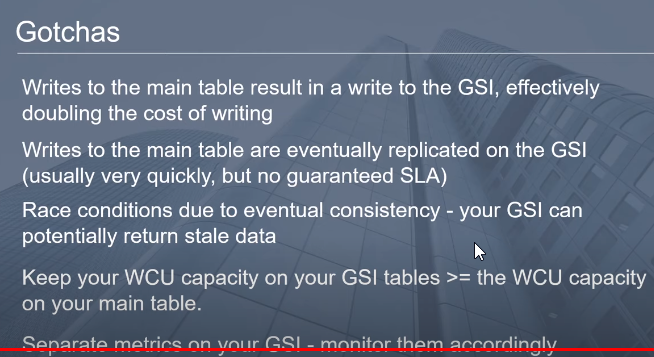 Gotchas
Writes to the main table result in a write to the GSI, effectively
doubling the cost of writing
Writes to the main table are eventually replicated on the GSI
(usually very quickly, but no guaranteed SLA)
Race conditions due to eventual consistency - your GSI can
potentially return stale data
Keep your WCU capacity on your GSI tables >= the WCU capacity
on your main table.
Separate metrics on your GSI - monitor them accordingly